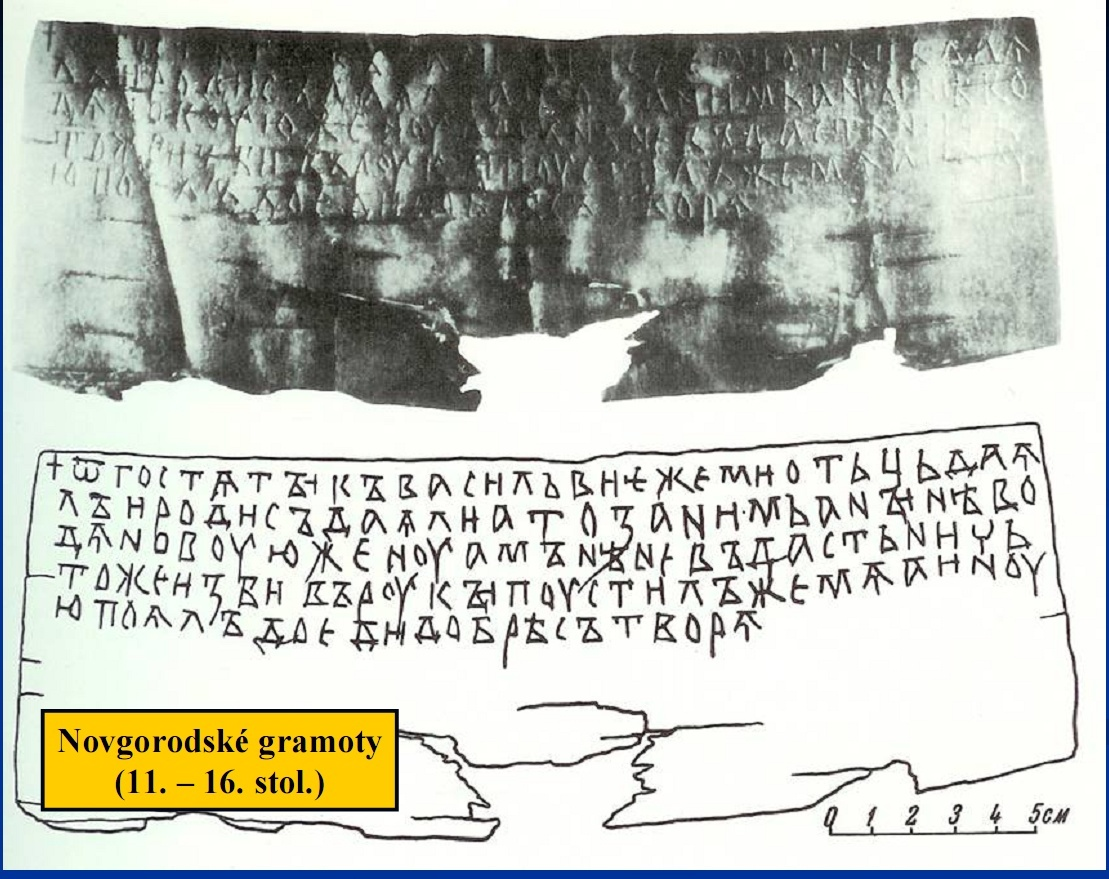 +ѾГОСТѦТЪІКЪВАСИЛЬВИѤЖЕМИОТЬЦЬДАѦ
ЛЪИРОДИСЪДАѦЛИАТОЗАНИМЬАНЪІНѢВО
ДѦНОВОУЮЖЕНОУАМЪНѢНЕВЪДАСТЬНИЧЬ
ТОЖЕИЗБИВЪРОУКЪІПОУСТИЛЪЖЕМѦАИНОУ
ЮПОѦЛЪДОЕДИДОБРѢСЪТВОРѦ
Novgorodské gramoty
(11. – 16. stol.)
0 1 2 3 4 5см